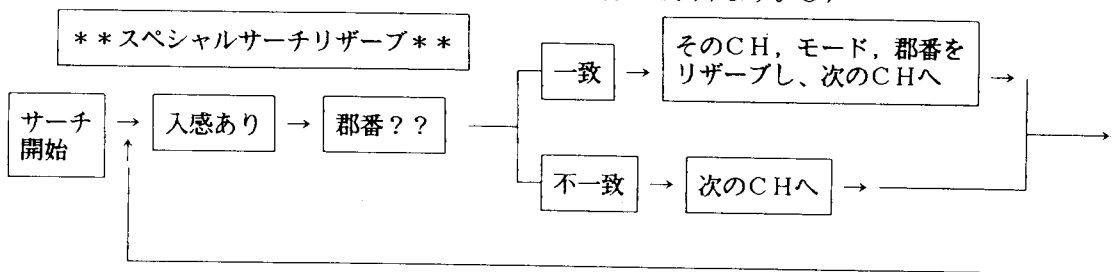 **スペシャルサーチリザーブ**
そのCH,モード,郡番を
リザーブし、次のCHへ
一致
サーチ
開始
入感あり
郡番??
不一致
次のCHへ